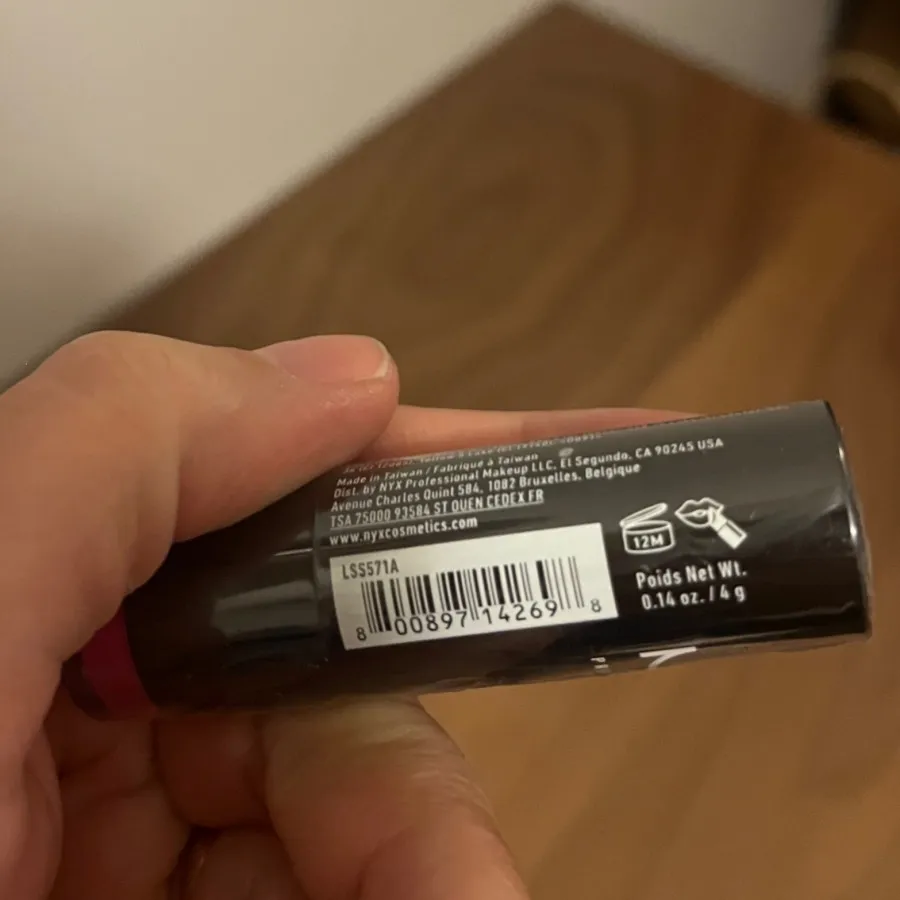 Made in Taiwan / Fabriqué à Taiwan
Dist. by NYX Professional Makeup LLC, El Segundo, CA 90245 USA
Avenue Charles Quint 584, 1082 Bruxelles, Belgique
TSA 75000 93584 ST OUEN CEDEX FR
www.nyxcosmetics.com
LSS571A
8 00897 14269 8
12M
Poids Net Wt.
0.14 oz. / 4 g